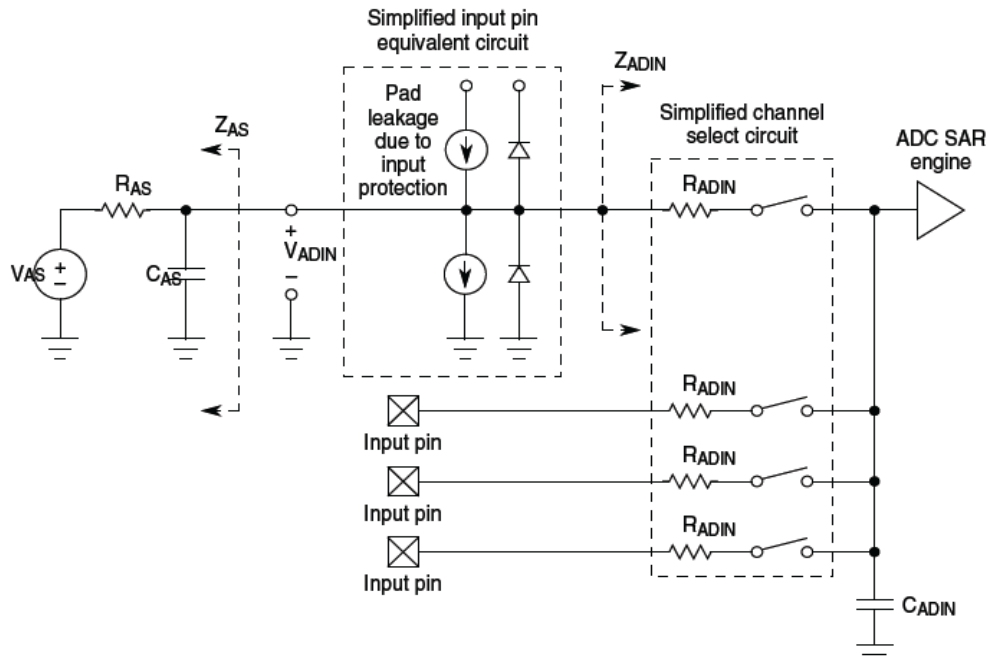 Simplified input pin
equivalent circuit
ZADIN
Pad
leakage
due to
input
protection
Simplified channel
select circuit
ADC SAR
engine
ZAS
RAS
RADIN
+
VADIN
−
VAS
+
−
CAS
RADIN
Input pin
RADIN
Input pin
RADIN
Input pin
CADIN